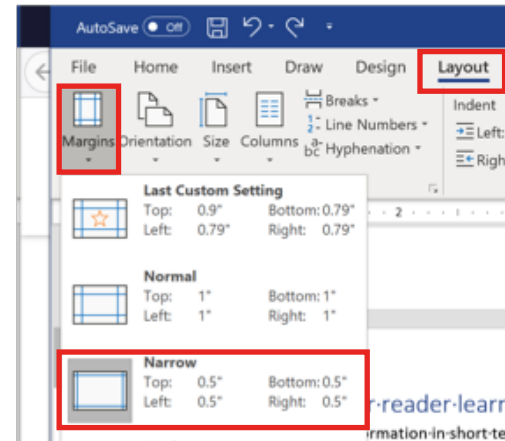 AutoSave Off
File Home Insert Draw Design Layout
Margins Orientation Size Columns
Breaks
Line Numbers
Hyphenation
Indent
Left:
Righ
Last Custom Setting
Top: 0.9" Bottom: 0.79"
Left: 0.79" Right: 0.79"
2
Normal
Top: 1" Bottom: 1"
Left: 1" Right: 1"
Narrow
Top: 0.5" Bottom: 0.5"
Left: 0.5" Right: 0.5"
r·reader·learn
rmation·in·short·te